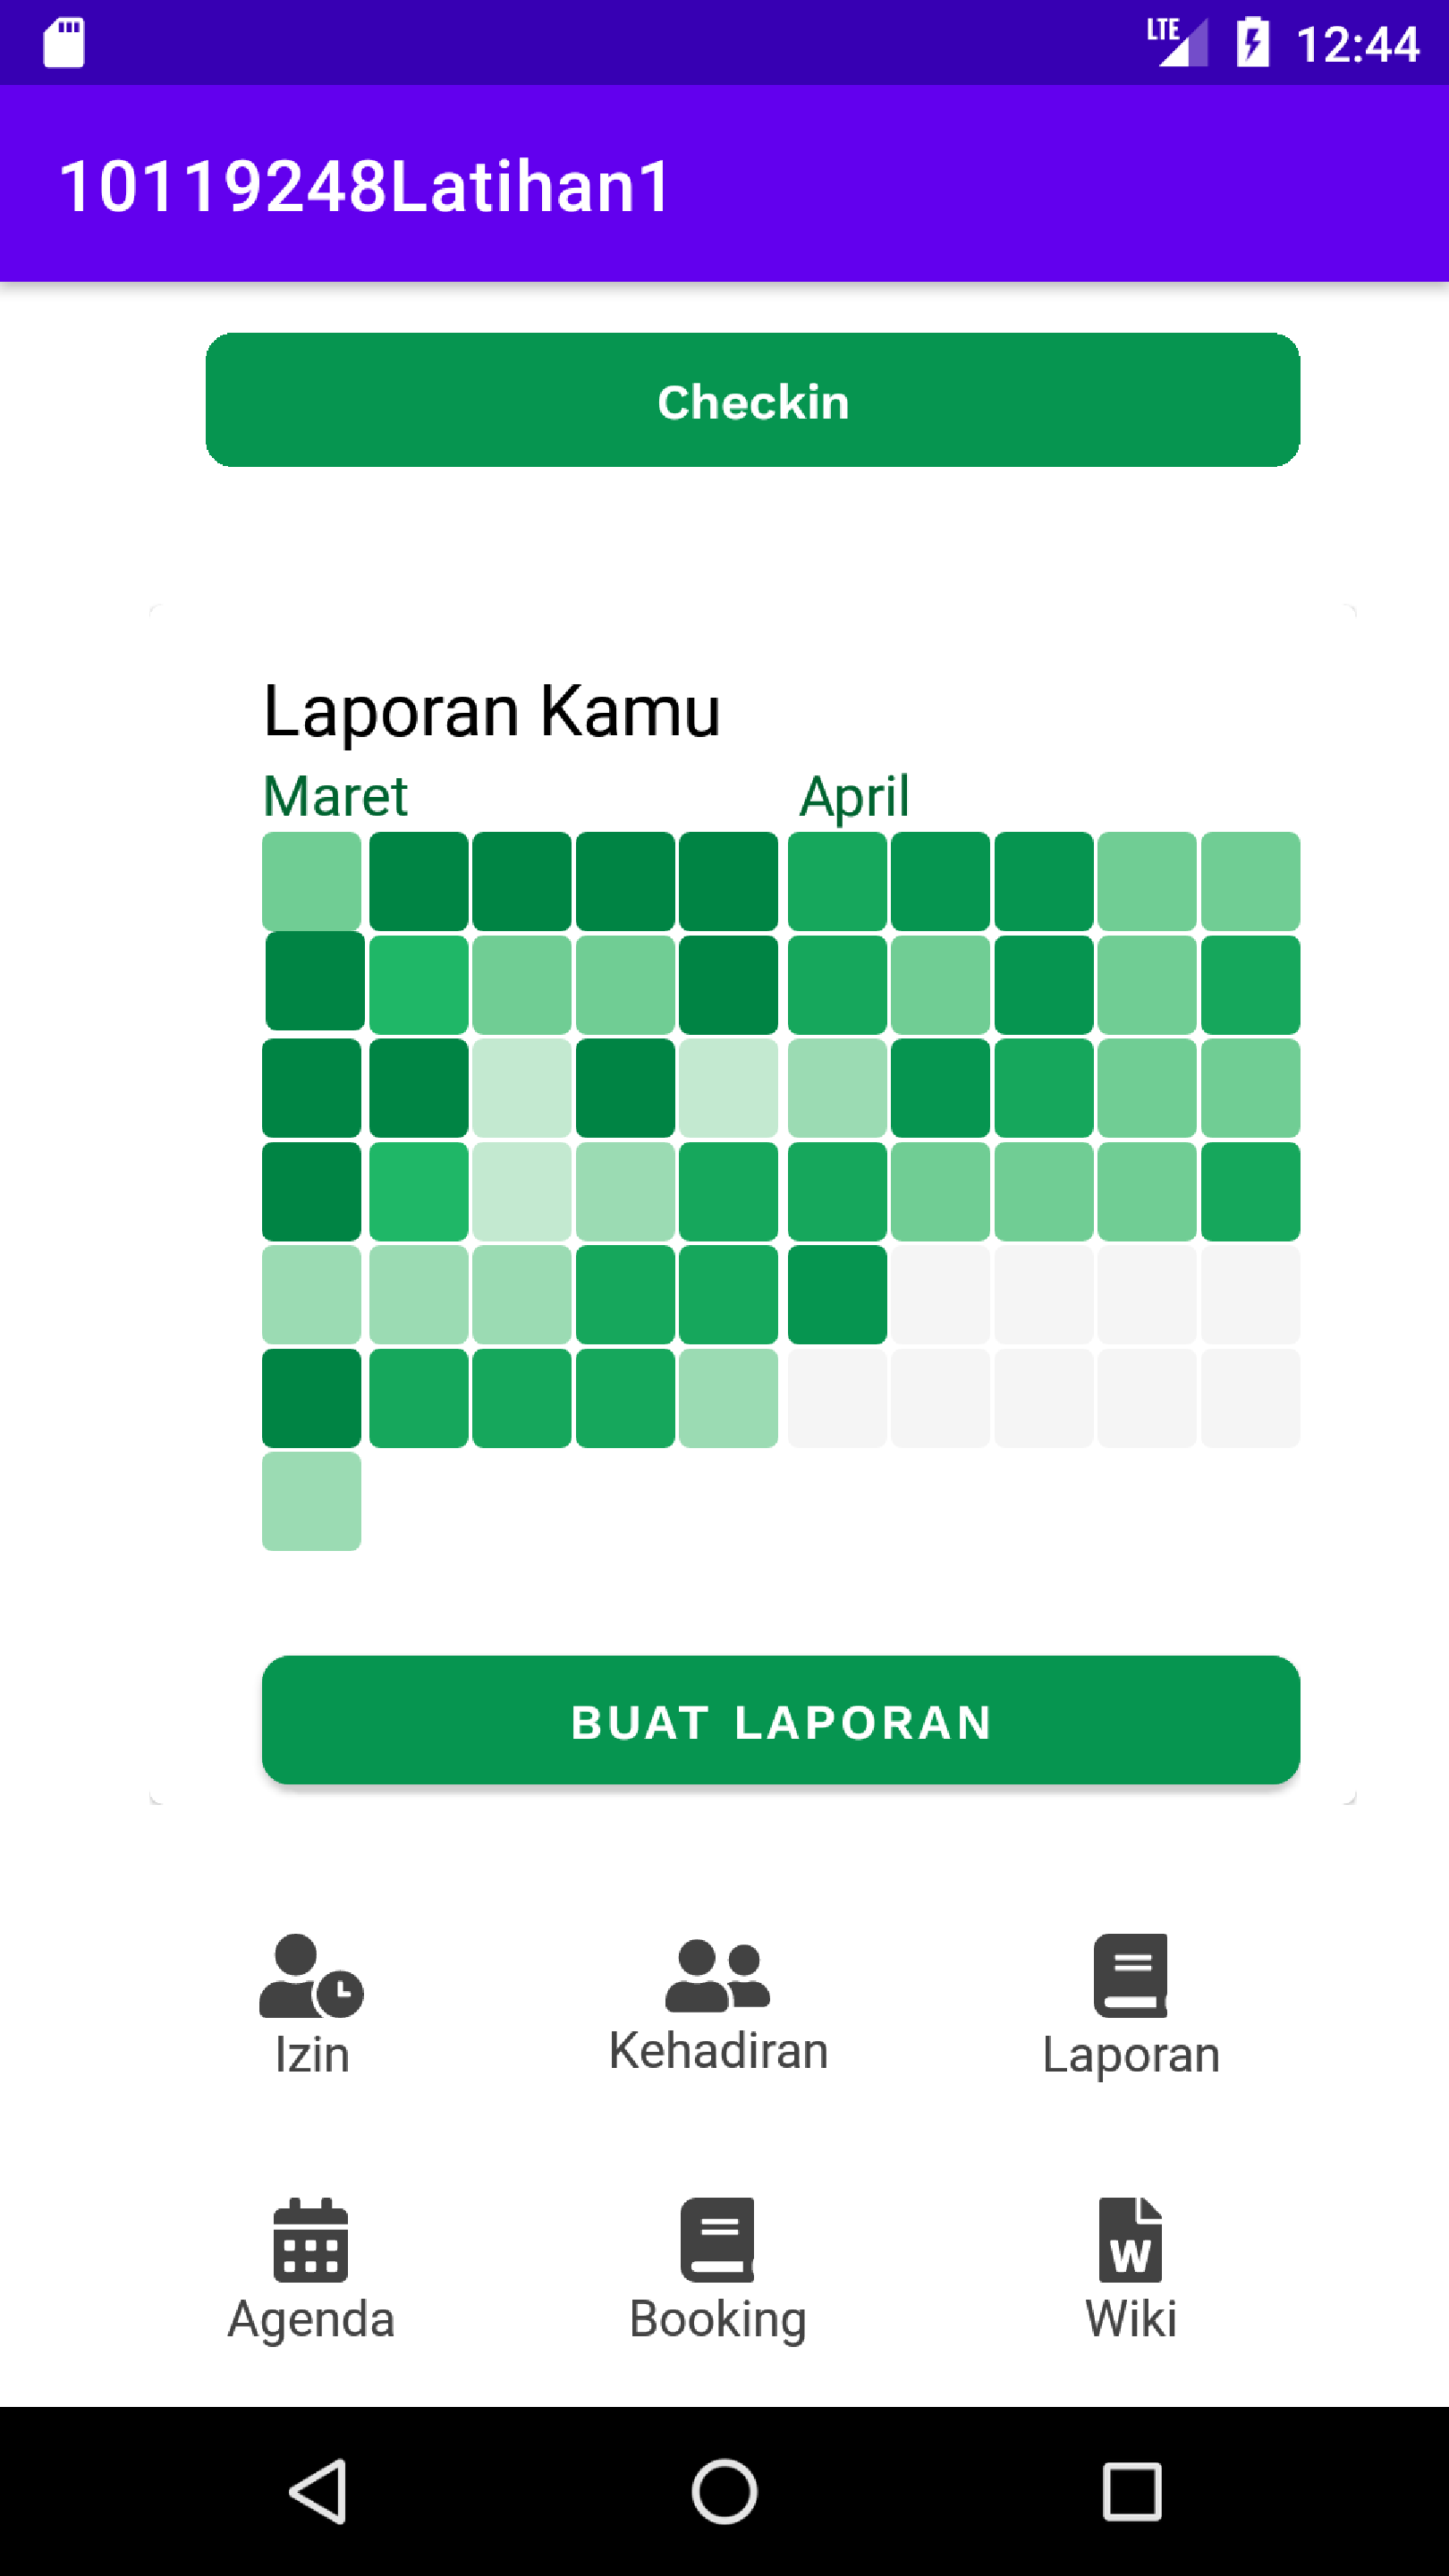 LTE 12:44
10119248Latihan1
Checkin
Laporan Kamu
Maret April
BUAT LAPORAN
Izin Kehadiran Laporan
W
Agenda Booking Wiki